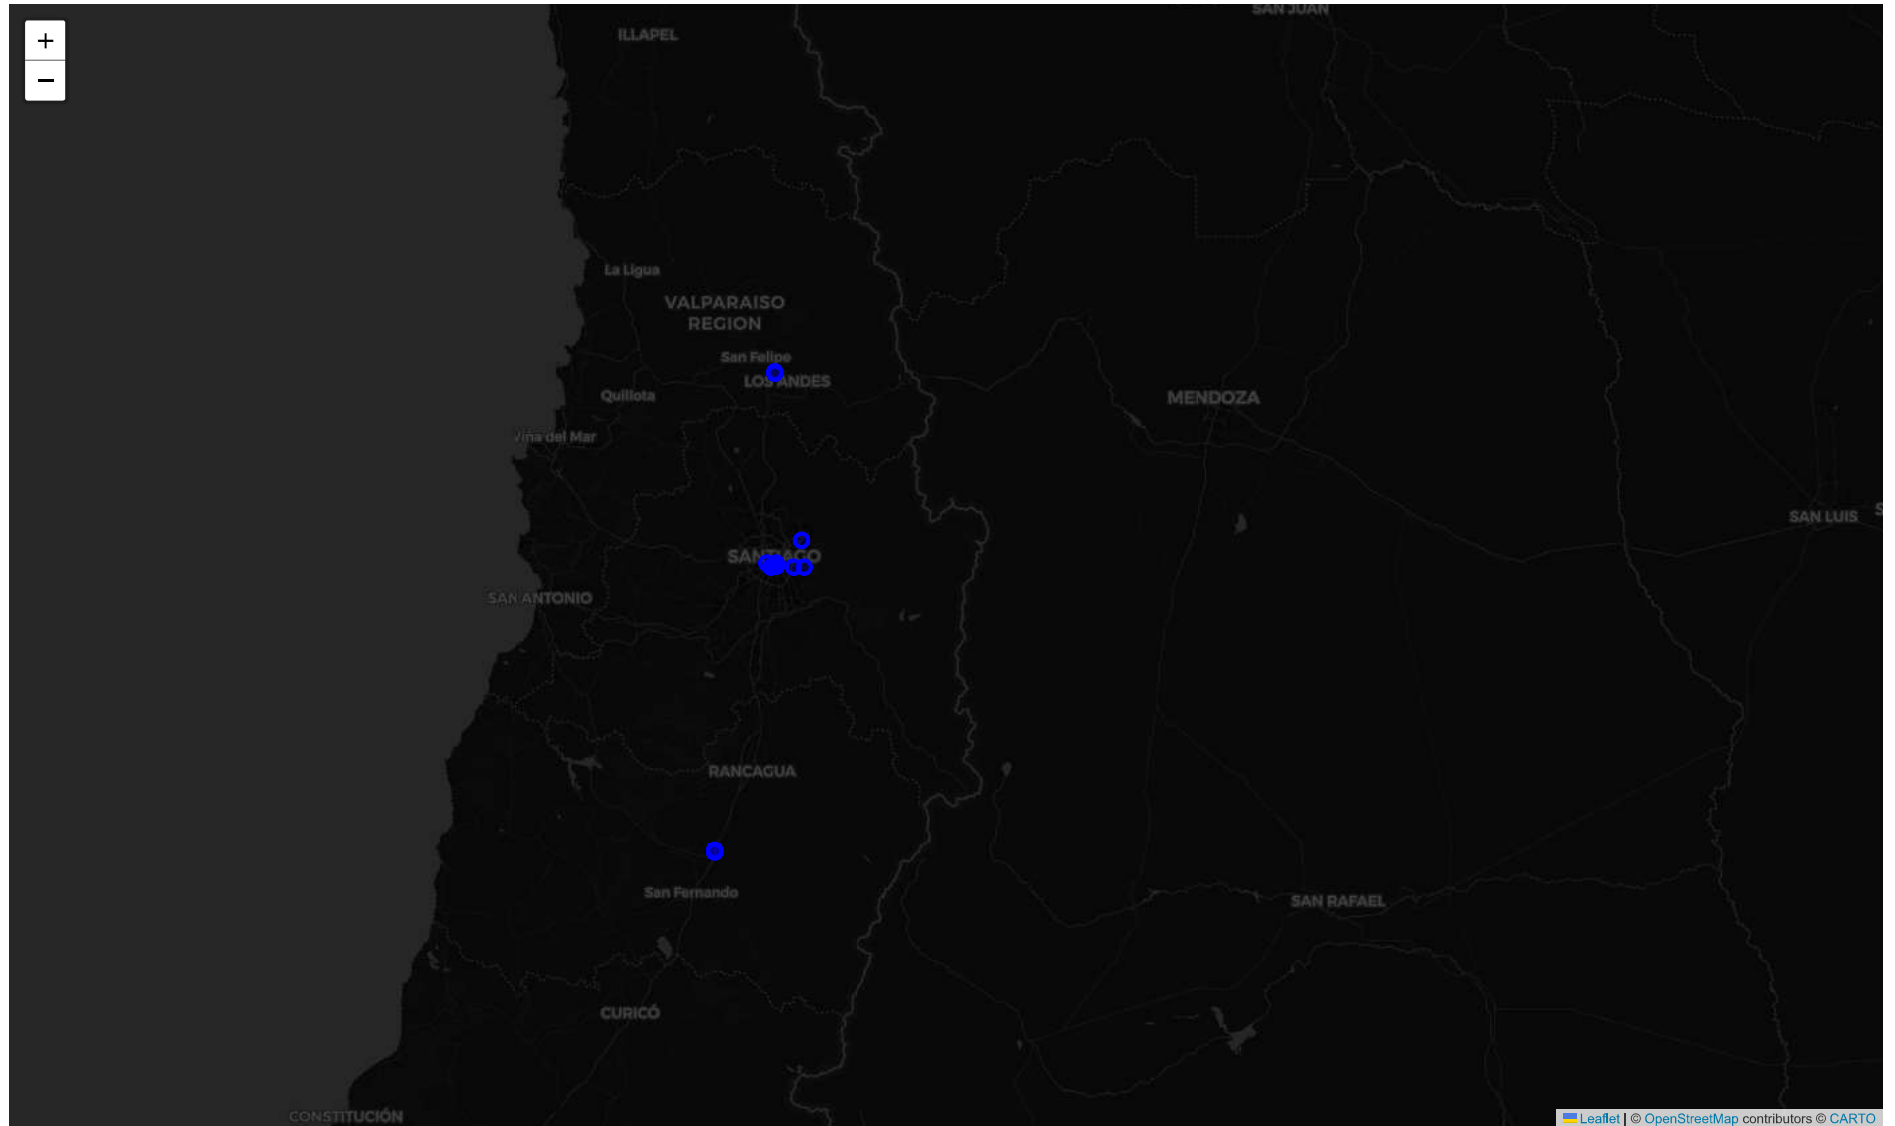 +
−
SAN JUAN
ILLAPEL
La Ligua
VALPARAISO
REGION
San Felipe
LOS ANDES
Quillota
MENDOZA
Viña del Mar
SAN LUIS
S
SANTIAGO
SAN ANTONIO
RANCAGUA
San Fernando
SAN RAFAEL
CURICÓ
CONSTITUCIÓN
Leaflet | © OpenStreetMap contributors © CARTO